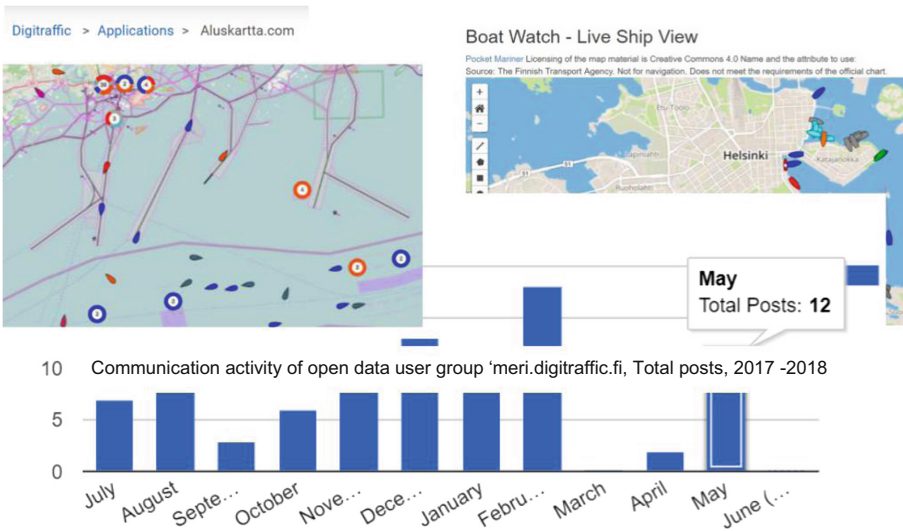 Digitraffic > Applications > Aluskartta.com
Boat Watch - Live Ship View
Pocket Mariner Licensing of the map material is Creative Commons 4.0 Name and the attribute to use:
Source: The Finnish Transport Agency. Not for navigation. Does not meet the requirements of the official chart.
Helsinki
Katajanokka
Ruoholahti
51
51
May
Total Posts: 12
10
Communication activity of open data user group ‘meri.digitraffic.fi, Total posts, 2017 -2018
5
0
July
August
Septe…
October
Nove…
Dece…
January
Febru…
March
April
May
June (…